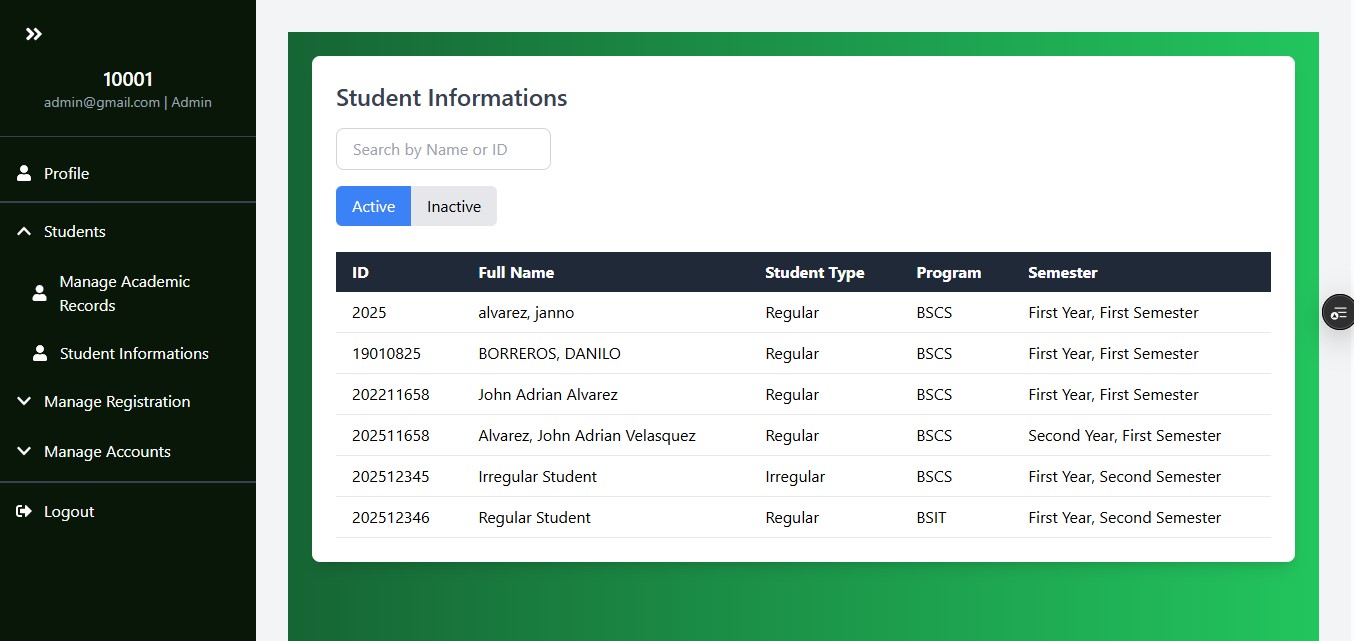 10001
admin@gmail.com | Admin
Profile
Students
Manage Academic
Records
Student Informations
Manage Registration
Manage Accounts
Logout
Student Informations
Search by Name or ID
Active Inactive
ID Full Name Student Type Program Semester
2025 alvarez, janno Regular BSCS First Year, First Semester
19010825 BORREROS, DANILO Regular BSCS First Year, First Semester
202211658 John Adrian Alvarez Regular BSCS First Year, First Semester
202511658 Alvarez, John Adrian Velasquez Regular BSCS Second Year, First Semester
202512345 Irregular Student Irregular BSCS First Year, Second Semester
202512346 Regular Student Regular BSIT First Year, Second Semester